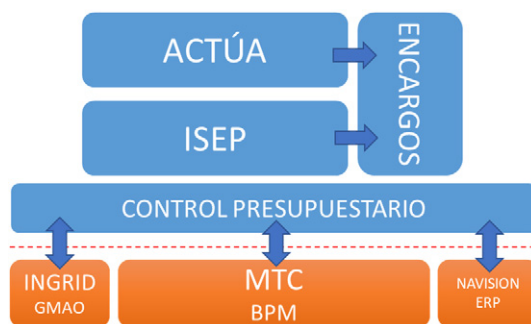 ACTÚA
ENCARGOS
ISEP
CONTROL PRESUPUESTARIO
INGRID
GMAO
MTC
BPM
NAVISION
ERP